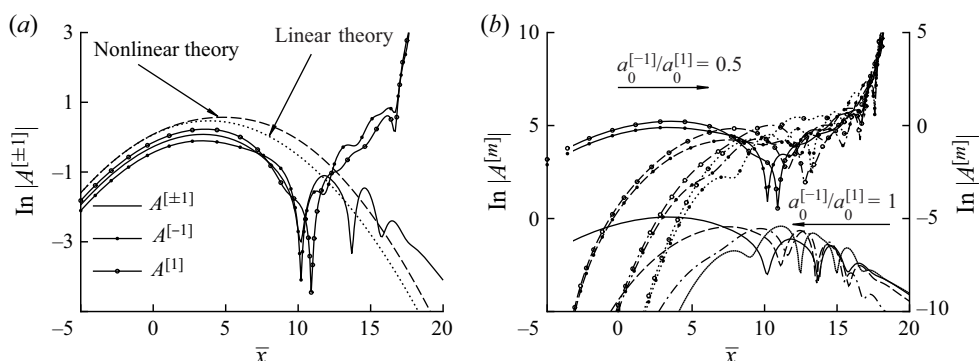 (a)
3
1
−1
−3
−5
ln |A^{[±1]}|
Nonlinear theory
Linear theory
A^{[±1]}
A^{[−1]}
A^{[1]}
0 5 10 15 20
x̅
(b)
10
5
0
−5
ln |A^{[m]}|
a_0^{[−1]}/a_0^{[1]} = 0.5
a_0^{[−1]}/a_0^{[1]} = 1
5
0
−5
−10
ln |A^{[m]}|
0 5 10 15 20
x̅